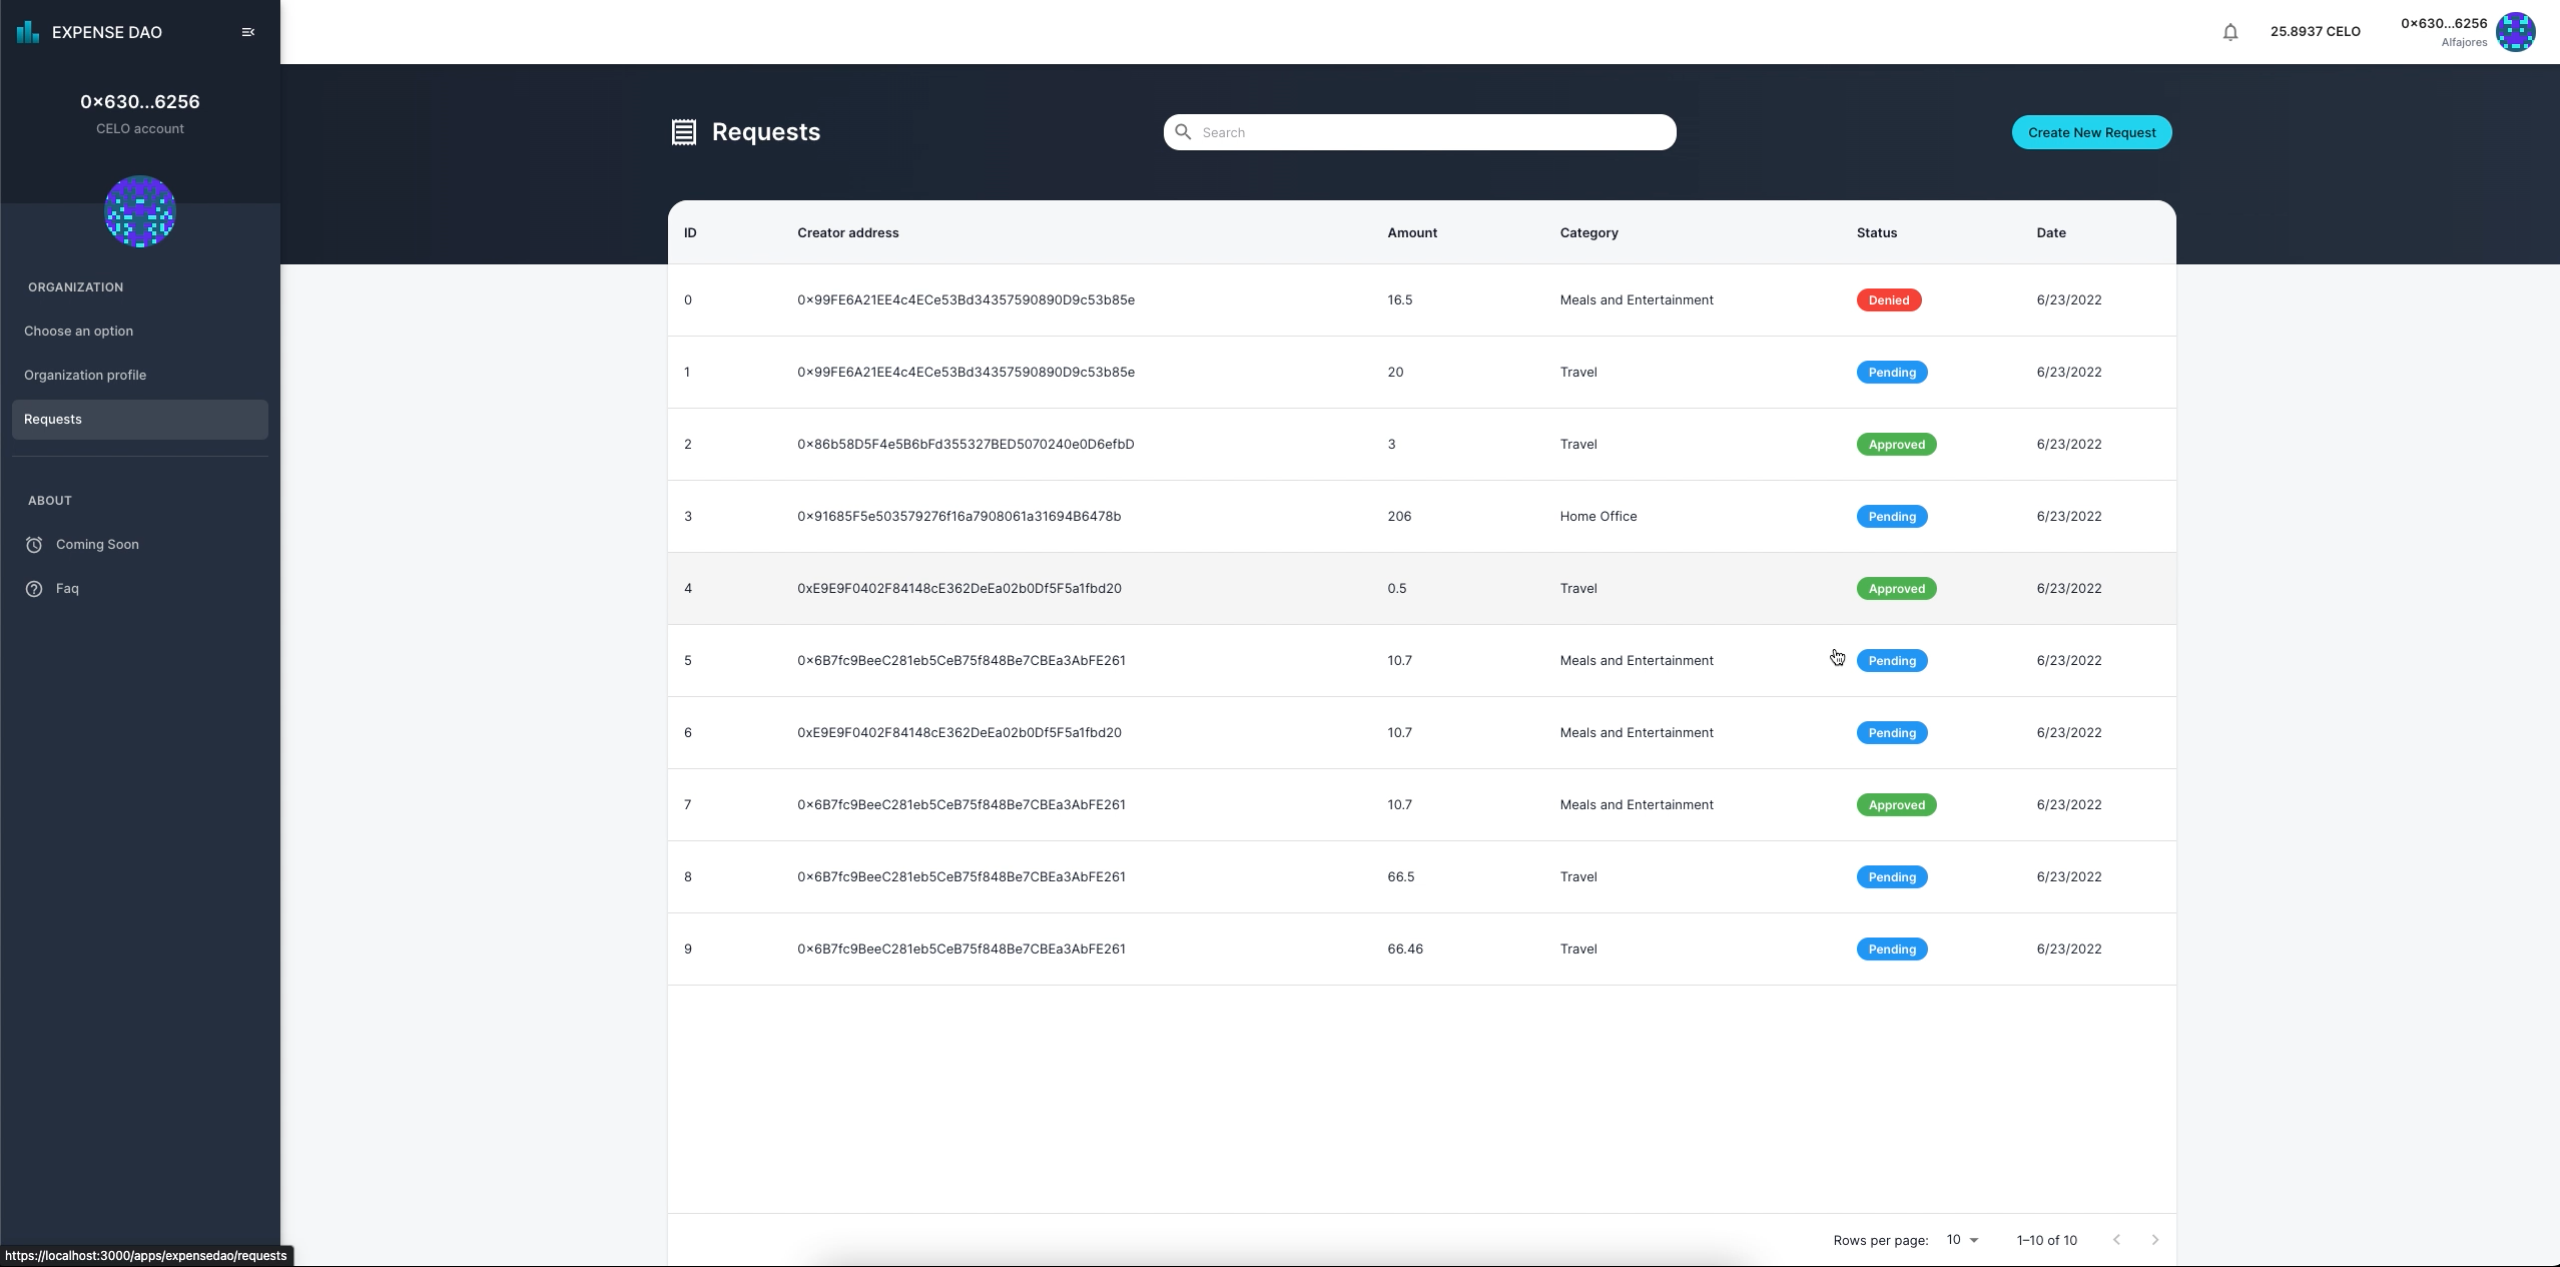 EXPENSE DAO
25.8937 CELO
0×630...6256
Alfajores
0×630...6256
CELO account
ORGANIZATION
Choose an option
Organization profile
Requests
ABOUT
Coming Soon
Faq
Requests
Search
Create New Request
ID Creator address Amount Category Status Date
0 0×99FE6A21EE4c4ECe53Bd34357590890D9c53b85e 16.5 Meals and Entertainment Denied 6/23/2022
1 0×99FE6A21EE4c4ECe53Bd34357590890D9c53b85e 20 Travel Pending 6/23/2022
2 0×86b58D5F4e5B6bFd355327BED5070240e0D6efbD 3 Travel Approved 6/23/2022
3 0×91685F5e503579276f16a7908061a31694B6478b 206 Home Office Pending 6/23/2022
4 0xE9E9F0402F84148cE362DeEa02b0Df5F5a1fbd20 0.5 Travel Approved 6/23/2022
5 0×6B7fc9BeeC281eb5CeB75f848Be7CBEa3AbFE261 10.7 Meals and Entertainment Pending 6/23/2022
6 0xE9E9F0402F84148cE362DeEa02b0Df5F5a1fbd20 10.7 Meals and Entertainment Pending 6/23/2022
7 0×6B7fc9BeeC281eb5CeB75f848Be7CBEa3AbFE261 10.7 Meals and Entertainment Approved 6/23/2022
8 0×6B7fc9BeeC281eb5CeB75f848Be7CBEa3AbFE261 66.5 Travel Pending 6/23/2022
9 0×6B7fc9BeeC281eb5CeB75f848Be7CBEa3AbFE261 66.46 Travel Pending 6/23/2022
Rows per page: 10 1–10 of 10
https://localhost:3000/apps/expensedao/requests